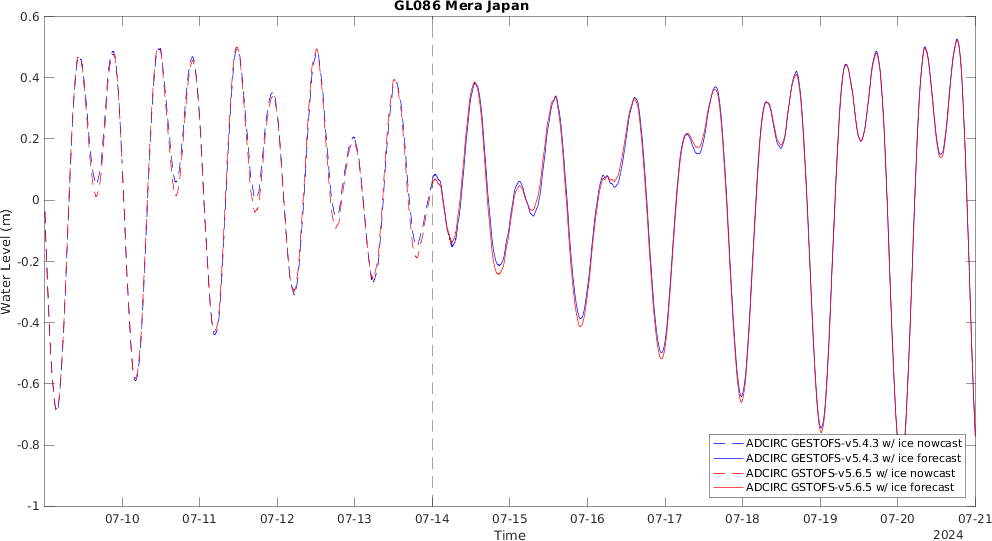 GL086 Mera Japan
0.6
0.4
0.2
0
-0.2
-0.4
-0.6
-0.8
-1
Water Level (m)
07-10 07-11 07-12 07-13 07-14 07-15 07-16 07-17 07-18 07-19 07-20 07-21
Time
2024
ADCIRC GESTOFS-v5.4.3 w/ ice nowcast
ADCIRC GESTOFS-v5.4.3 w/ ice forecast
ADCIRC GSTOFS-v5.6.5 w/ ice nowcast
ADCIRC GSTOFS-v5.6.5 w/ ice forecast